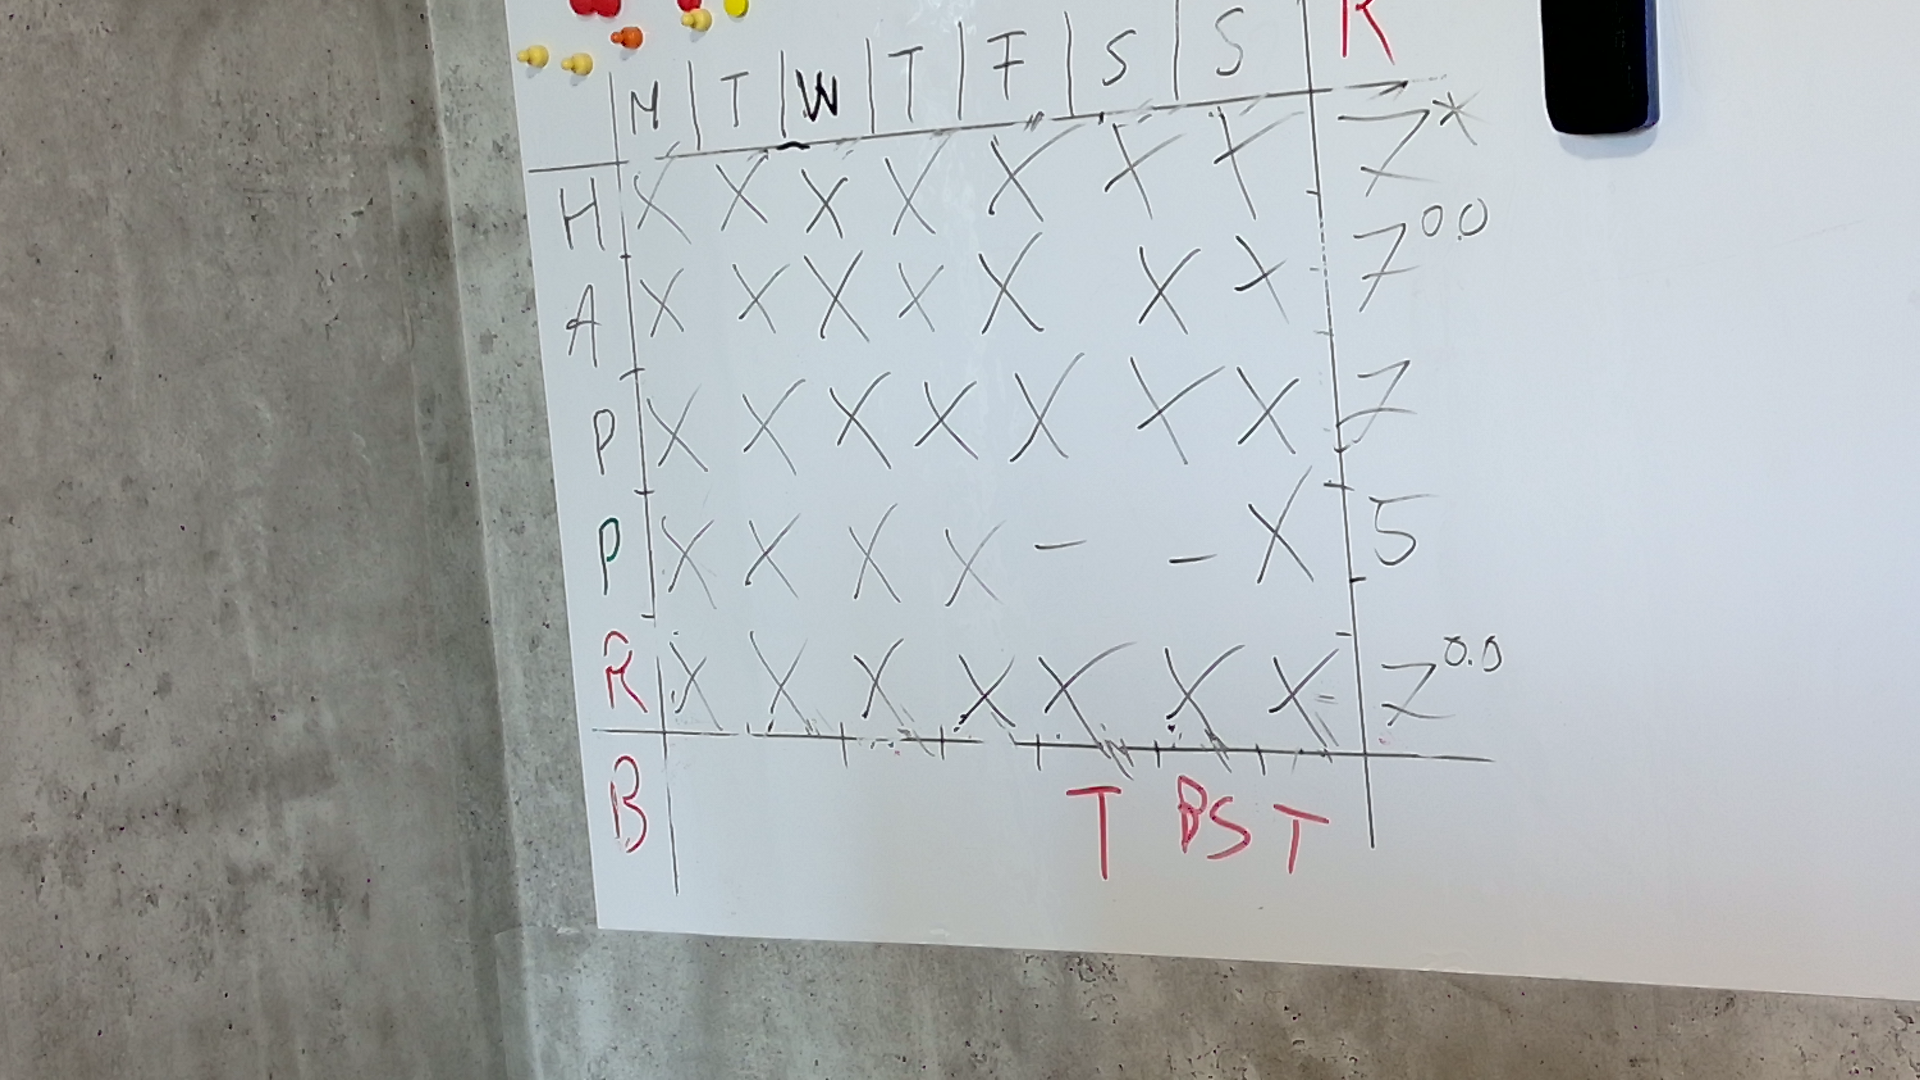 M | T | W | T | F | S | S | R
H X X X X X X X 7*
A X X X X X X X 7 0.0
P X X X X X X X 7
P X X X X - - X 5
R X X X X X X X 7 0.0
B T BS T